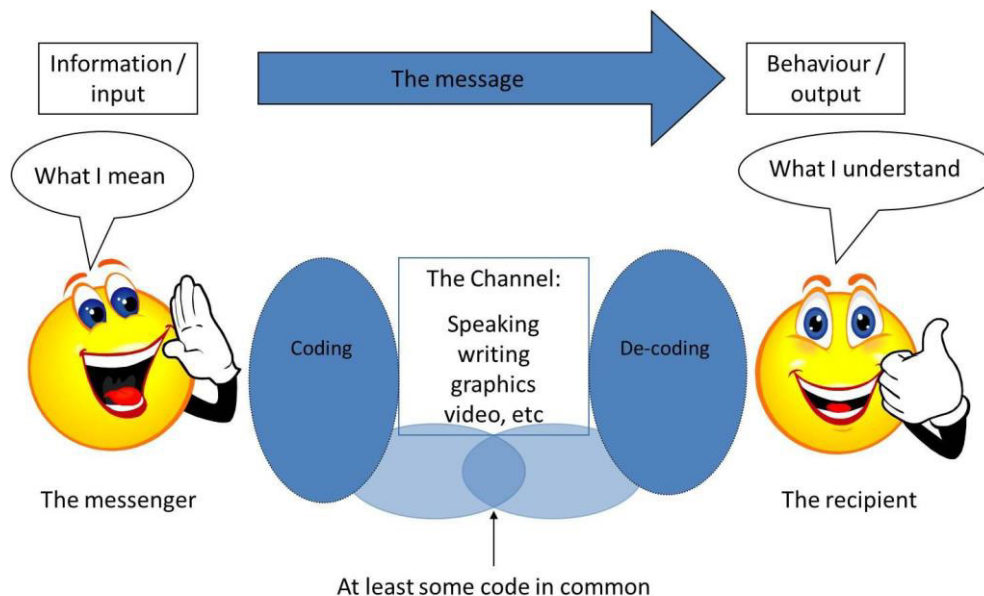 Information /
input
The message
Behaviour /
output
What I mean
What I understand
The Channel:
Speaking
writing
graphics
video, etc
Coding
De-coding
The messenger
The recipient
At least some code in common